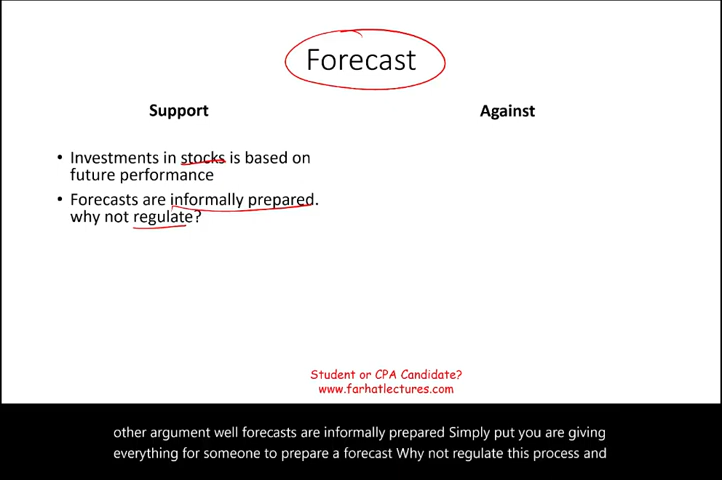 Forecast
Support
Against
• Investments in stocks is based on
future performance
• Forecasts are informally prepared.
why not regulate?
Student or CPA Candidate?
www.farhatlectures.com
other argument well forecasts are informally prepared Simply put you are giving
everything for someone to prepare a forecast Why not regulate this process and